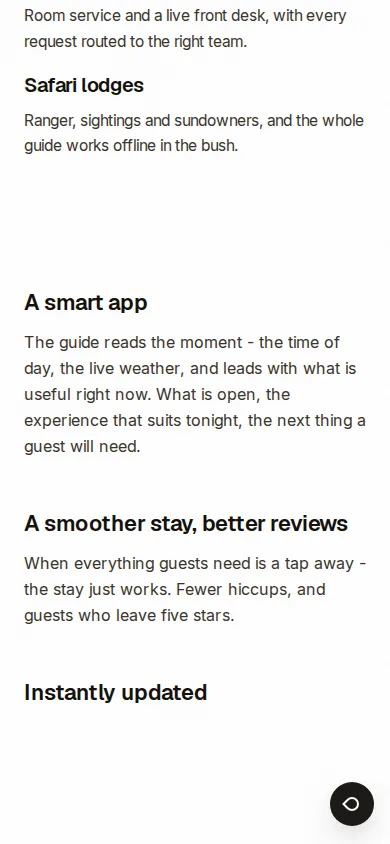 Room service and a live front desk, with every
request routed to the right team.
Safari lodges
Ranger, sightings and sundowners, and the whole
guide works offline in the bush.
A smart app
The guide reads the moment - the time of
day, the live weather, and leads with what is
useful right now. What is open, the
experience that suits tonight, the next thing a
guest will need.
A smoother stay, better reviews
When everything guests need is a tap away -
the stay just works. Fewer hiccups, and
guests who leave five stars.
Instantly updated